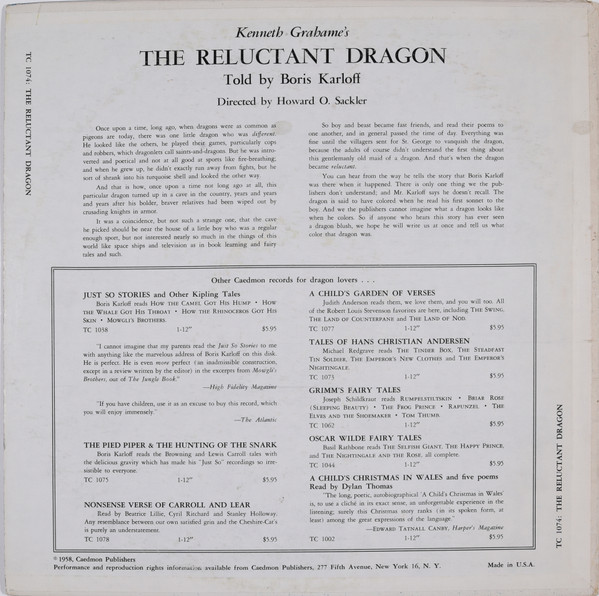 Kenneth Grahame's
THE RELUCTANT DRAGON
Told by Boris Karloff
Directed by Howard O. Sackler
TC 1074: THE RELUCTANT DRAGON
Once upon a time, long ago, when dragons were as common as
pigeons are today, there was one little dragon who was different.
He looked like the others, he played their games, particularly cops
and robbers, which dragonlets call saints-and-dragons. But he was intro-
verted and poetical and not at all good at sports like fire-breathing;
and when he grew up, he didn't exactly run away from fights, but he
sort of shrank into his turquoise shell and looked the other way.
And that is how, once upon a time not long ago at all, this
particular dragon turned up in a cave in the country, years and years
and years after his bolder, braver relatives had been wiped out by
crusading knights in armor.
It was a coincidence, but not such a strange one, that the cave
he picked should be near the house of a little boy who was a regular
enough sport, but not interested nearly so much in the things of this
world like space ships and television as in book learning and fairy
tales and such.
So boy and beast became fast friends, and read their poems to
one another, and in general passed the time of day. Everything was
fine until the villagers sent for St. George to vanquish the dragon,
because the adults of course didn't understand the first thing about
this gentlemanly old maid of a dragon. And that's when the dragon
became reluctant.
You can hear from the way he tells the story that Boris Karloff
was there when it happened. There is only one thing we the pub-
lishers don't understand; and Mr. Karloff says he doesn't recall. The
dragon is said to have colored when he read his first sonnet to the
boy. And we the publishers cannot imagine what a dragon looks like
when he colors. So if anyone who hears this story has ever seen
a dragon blush, we hope he will write us at once and tell us what
color that dragon was.
Other Caedmon records for dragon lovers . . .
JUST SO STORIES and Other Kipling Tales
Boris Karloff reads HOW THE CAMEL GOT HIS HUMP • HOW
THE WHALE GOT HIS THROAT • HOW THE RHINOCEROS GOT HIS
SKIN • MOWGLI'S BROTHERS.
TC 1038 1-12" $5.95
"I cannot imagine that my parents read the Just So Stories to me
with anything like the marvelous address of Boris Karloff on this disk.
He is perfect. He is even more perfect (an inadmissible construction,
except in a review written by the editor) in the excerpts from Mowgli's
Brothers, out of The Jungle Book."
—High Fidelity Magazine
"If you have children, use it as an excuse to buy this record, which
you will enjoy immensely."
—The Atlantic
THE PIED PIPER & THE HUNTING OF THE SNARK
Boris Karloff reads the Browning and Lewis Carroll tales with
the delicious gravity which has made his "Just So" recordings so irre-
sistible to everyone.
TC 1075 1-12" $5.95
NONSENSE VERSE OF CARROLL AND LEAR
Read by Beatrice Lillie, Cyril Ritchard and Stanley Holloway.
Any resemblance between our own satisfied grin and the Cheshire-Cat's
is purely an understatement.
TC 1078 1-12" $5.95
A CHILD'S GARDEN OF VERSES
Judith Anderson reads them, we love them, and you will too. All
of the Robert Louis Stevenson favorites are here, including THE SWING,
THE LAND OF COUNTERPANE and THE LAND OF NOD.
TC 1077 1-12" $5.95
TALES OF HANS CHRISTIAN ANDERSEN
Michael Redgrave reads THE TINDER BOX, THE STEADFAST
TIN SOLDIER, THE EMPEROR'S NEW CLOTHES and THE EMPEROR'S
NIGHTINGALE.
TC 1073 1-12" $5.95
GRIMM'S FAIRY TALES
Joseph Schildkraut reads RUMPELSTILTSKIN • BRIAR ROSE
(SLEEPING BEAUTY) • THE FROG PRINCE • RAPUNZEL • THE
ELVES AND THE SHOEMAKER • TOM THUMB.
TC 1062 1-12" $5.95
OSCAR WILDE FAIRY TALES
Basil Rathbone reads THE SELFISH GIANT, THE HAPPY PRINCE,
and THE NIGHTINGALE AND THE ROSE, all complete.
TC 1044 1-12" $5.95
A CHILD'S CHRISTMAS IN WALES and five poems
Read by Dylan Thomas
"The long, poetic, autobiographical 'A Child's Christmas in Wales'
is, to use a cliché in its exact sense, an unforgettable experience in the
listening; surely this Christmas story ranks (in its spoken form, at
least) among the great expressions of the language."
—EDWARD TATNALL CANBY, Harper's Magazine
TC 1002 1-12" $5.95
TC 1074: THE RELUCTANT DRAGON
©1958, Caedmon Publishers
Performance and reproduction rights information available from Caedmon Publishers, 277 Fifth Avenue, New York 16, N. Y. Made in U.S.A.